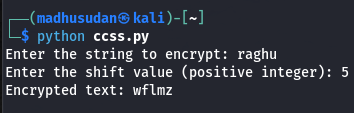 ┌──(madhusudan㉿kali)-[~]
└─$ python ccss.py
Enter the string to encrypt: raghu
Enter the shift value (positive integer): 5
Encrypted text: wflmz